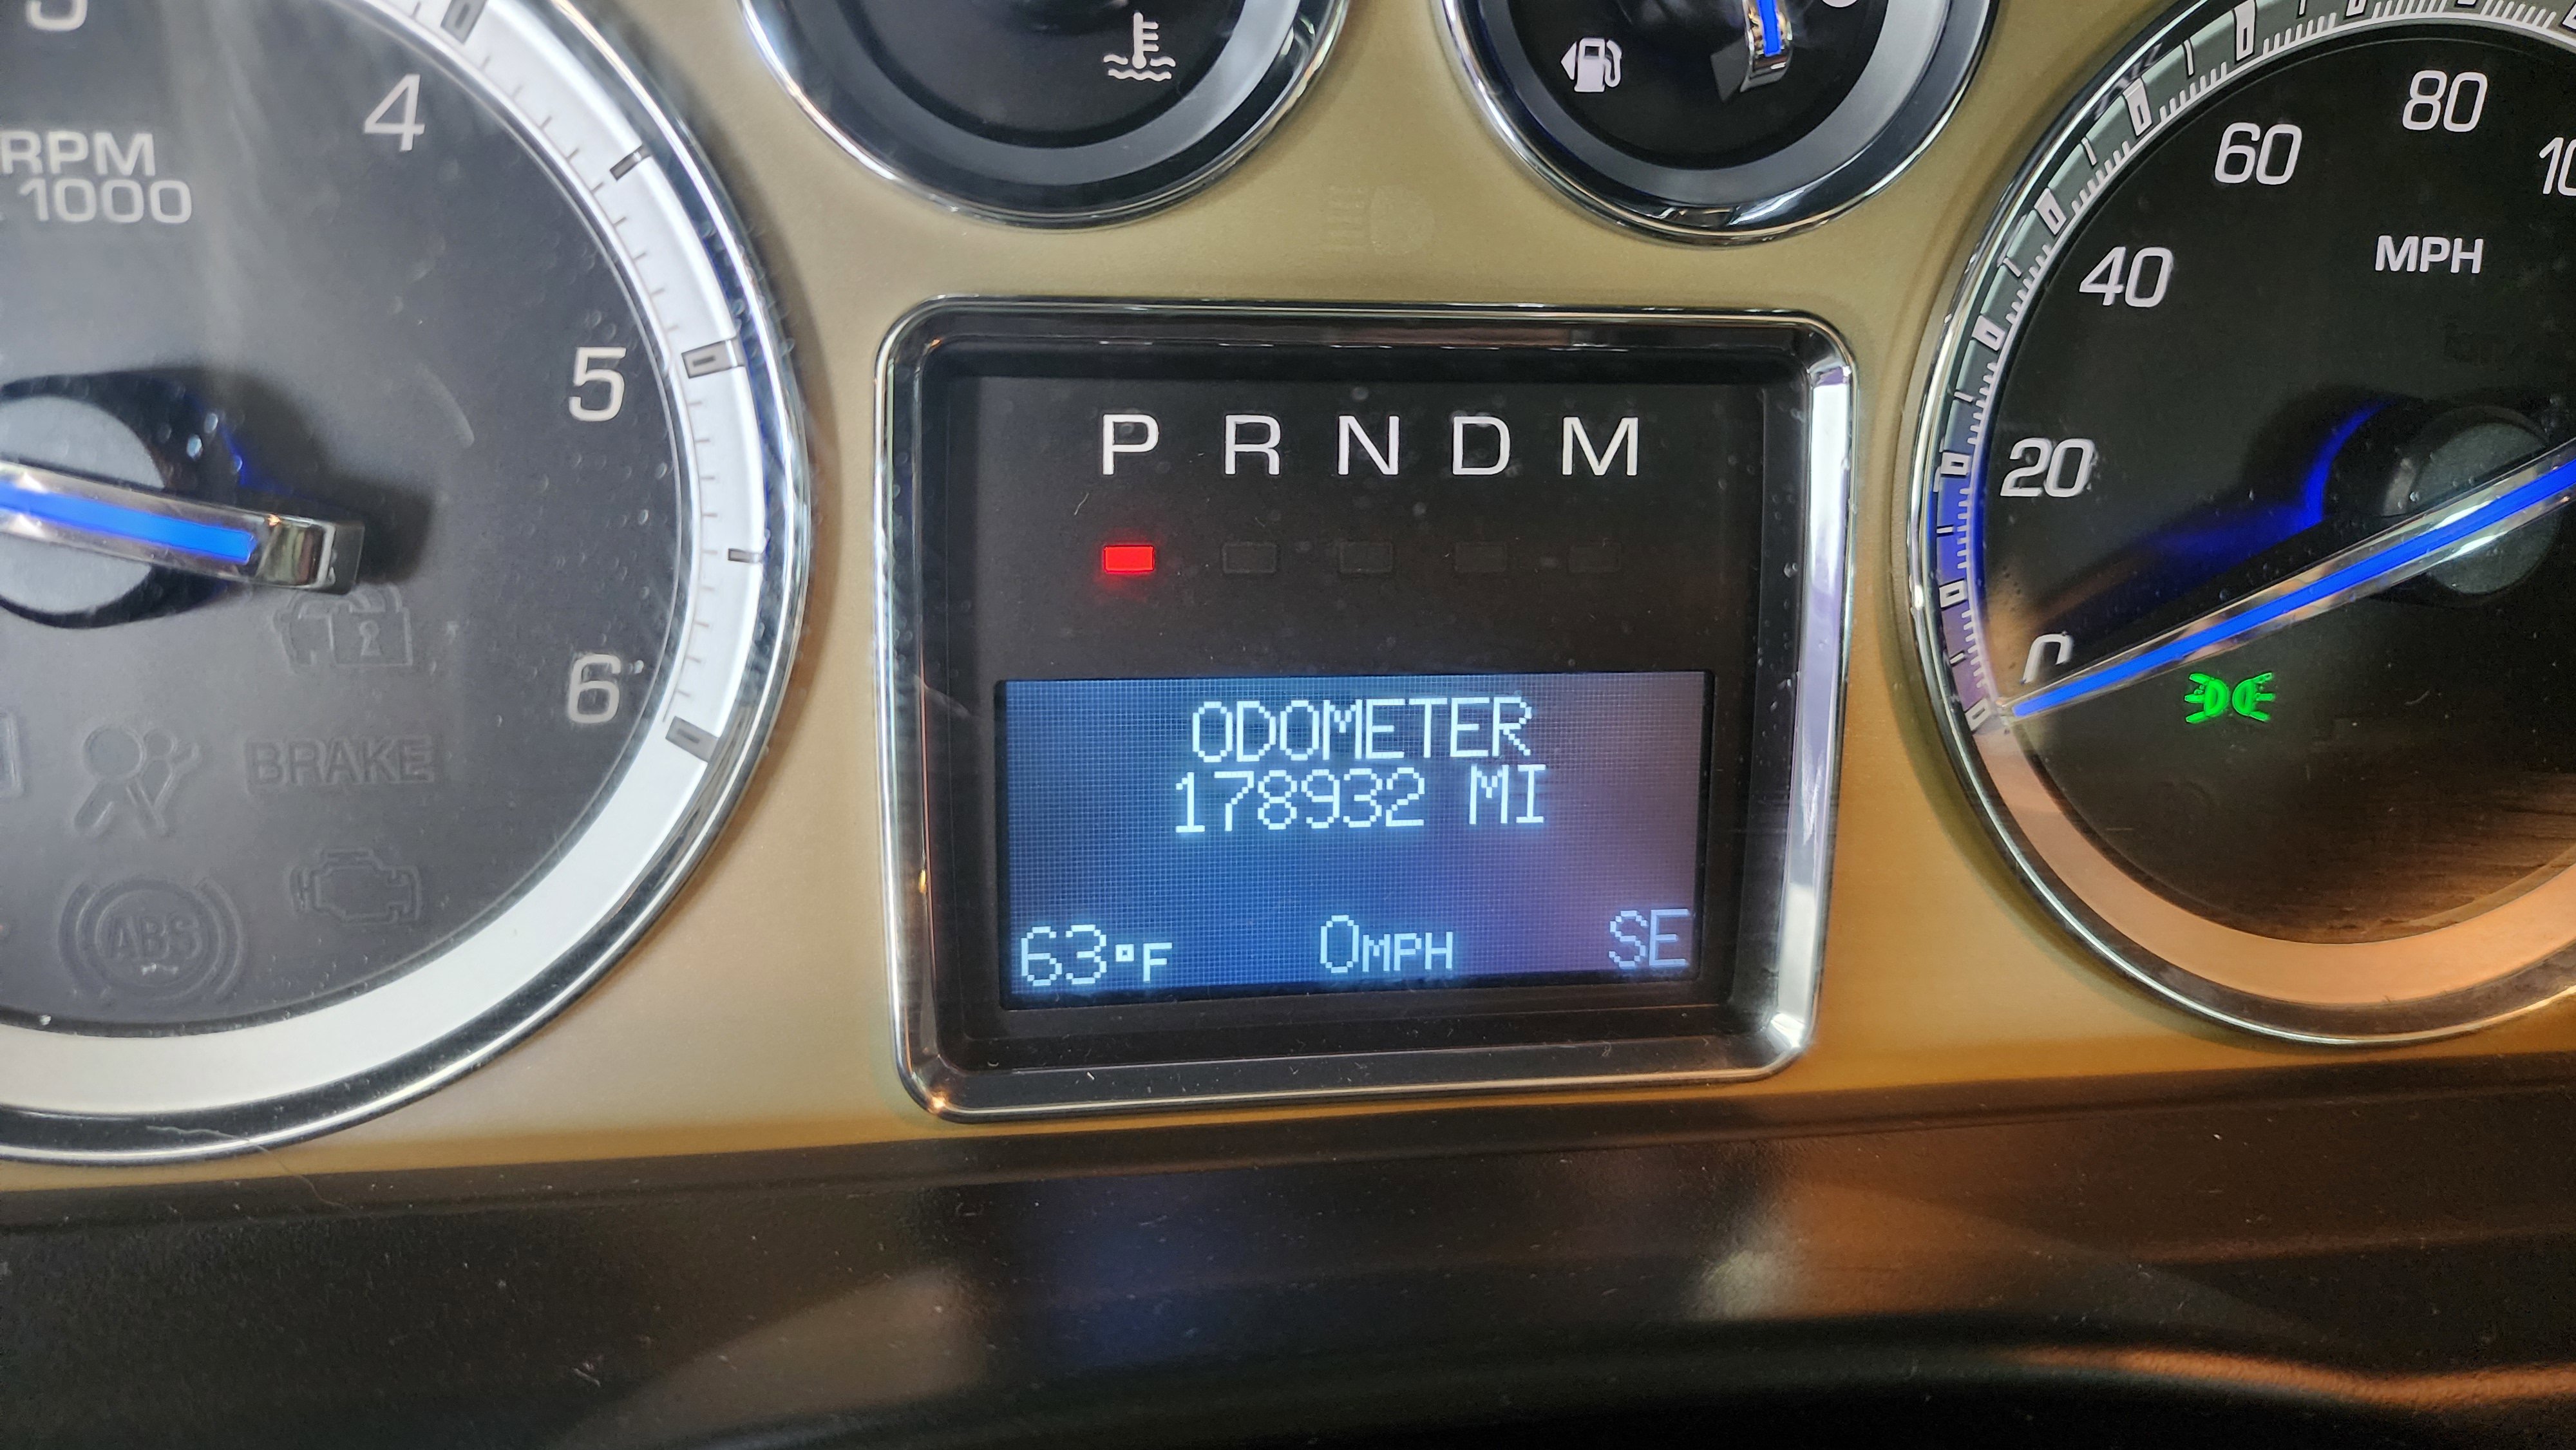 4
RPM
1000
5
6
BRAKE
ABS
60
80
40
MPH
20
0
P R N D M
ODOMETER
178932 MI
63°F 0MPH SE